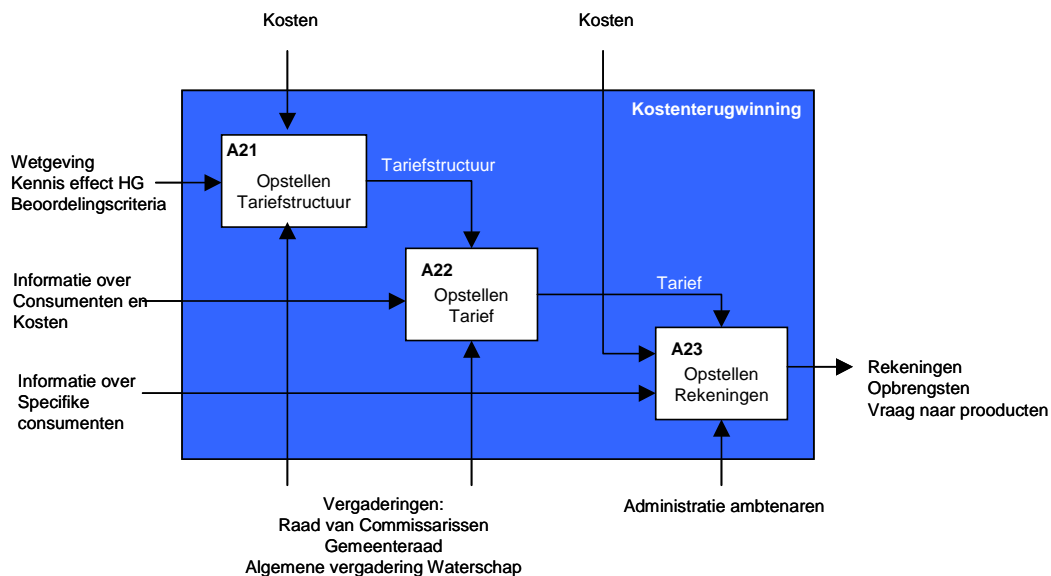 Kosten
Kosten
Kostenterugwinning
A21
Opstellen
Tariefstructuur
Tariefstructuur
Wetgeving
Kennis effect HG
Beoordelingscriteria
A22
Opstellen
Tarief
Tarief
Informatie over
Consumenten en
Kosten
A23
Opstellen
Rekeningen
Informatie over
Specifike
consumenten
Rekeningen
Opbrengsten
Vraag naar prooducten
Vergaderingen:
Raad van Commissarissen
Gemeenteraad
Algemene vergadering Waterschap
Administratie ambtenaren